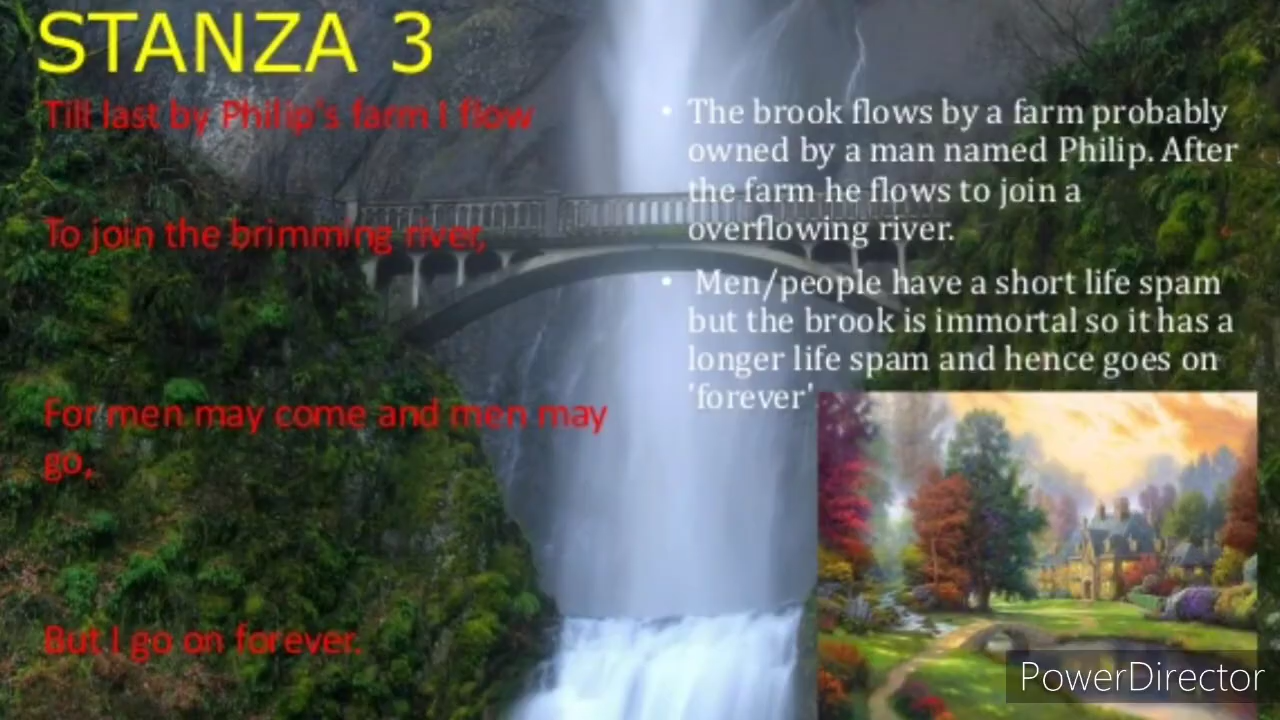 STANZA 3
Till last by Philip's farm I flow
To join the brimming river,
For men may come and men may
go,
But I go on forever.
• The brook flows by a farm probably
owned by a man named Philip. After
the farm he flows to join a
overflowing river.
• Men/people have a short life spam
but the brook is immortal so it has a
longer life spam and hence goes on
'forever'
PowerDirector